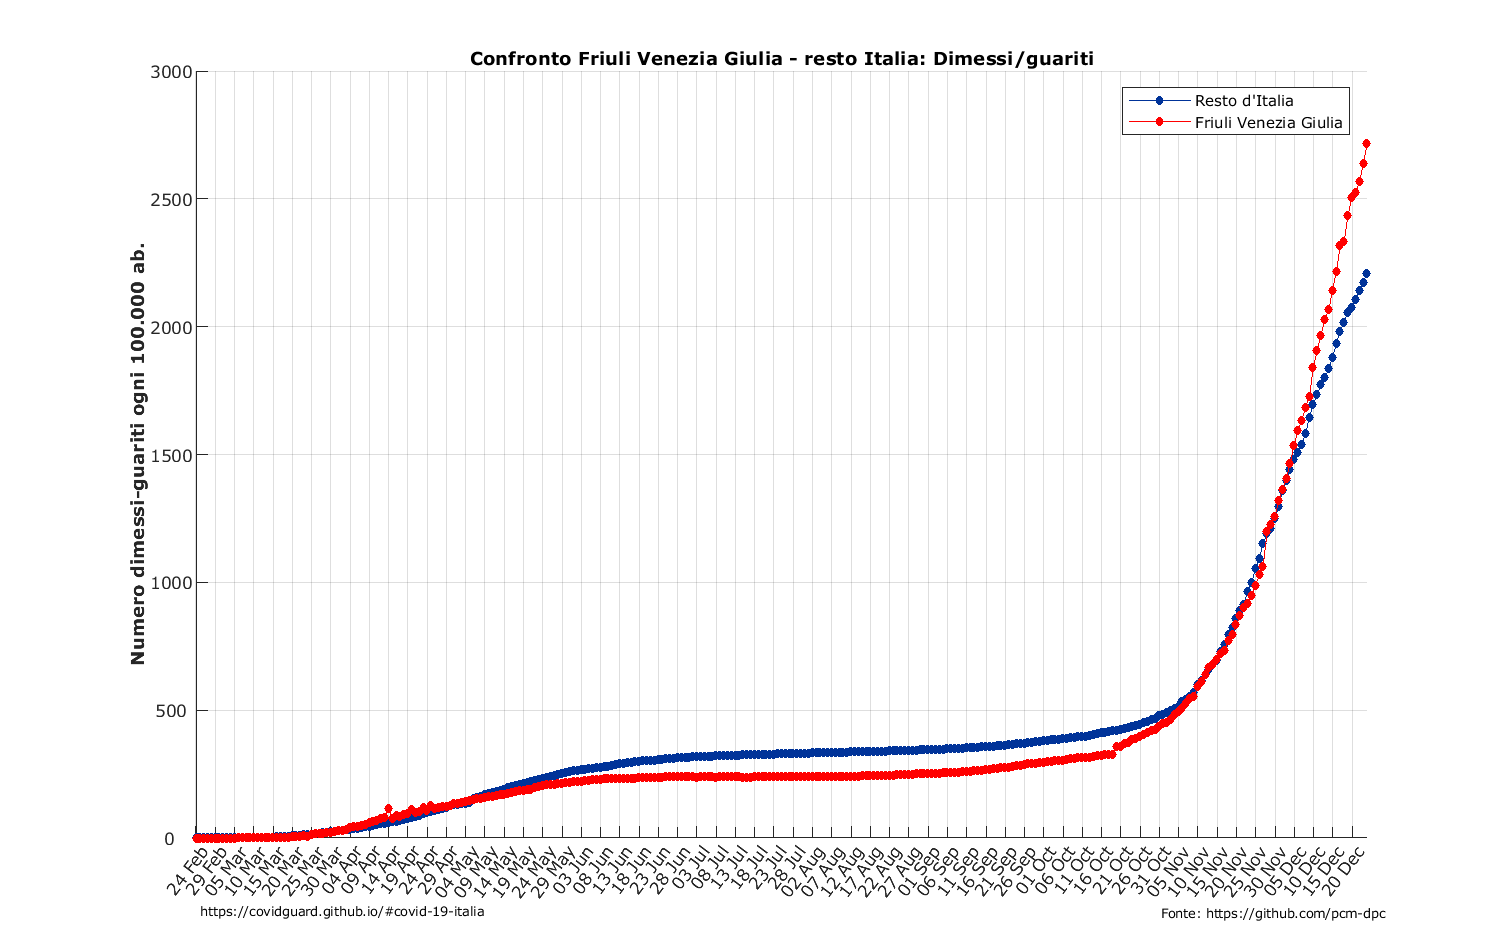 Confronto Friuli Venezia Giulia - resto Italia: Dimessi/guariti
Resto d'Italia
Friuli Venezia Giulia
Numero dimessi-guariti ogni 100.000 ab.
3000
2500
2000
1500
1000
500
0
24 Feb
29 Feb
05 Mar
10 Mar
15 Mar
20 Mar
25 Mar
30 Mar
04 Apr
09 Apr
14 Apr
19 Apr
24 Apr
29 Apr
04 May
09 May
14 May
19 May
24 May
29 May
03 Jun
08 Jun
13 Jun
18 Jun
23 Jun
28 Jun
03 Jul
08 Jul
13 Jul
18 Jul
23 Jul
28 Jul
02 Aug
07 Aug
12 Aug
17 Aug
22 Aug
27 Aug
01 Sep
06 Sep
11 Sep
16 Sep
21 Sep
26 Sep
01 Oct
06 Oct
11 Oct
16 Oct
21 Oct
26 Oct
31 Oct
05 Nov
10 Nov
15 Nov
20 Nov
25 Nov
30 Nov
05 Dec
10 Dec
15 Dec
20 Dec
https://covidguard.github.io/#covid-19-italia
Fonte: https://github.com/pcm-dpc